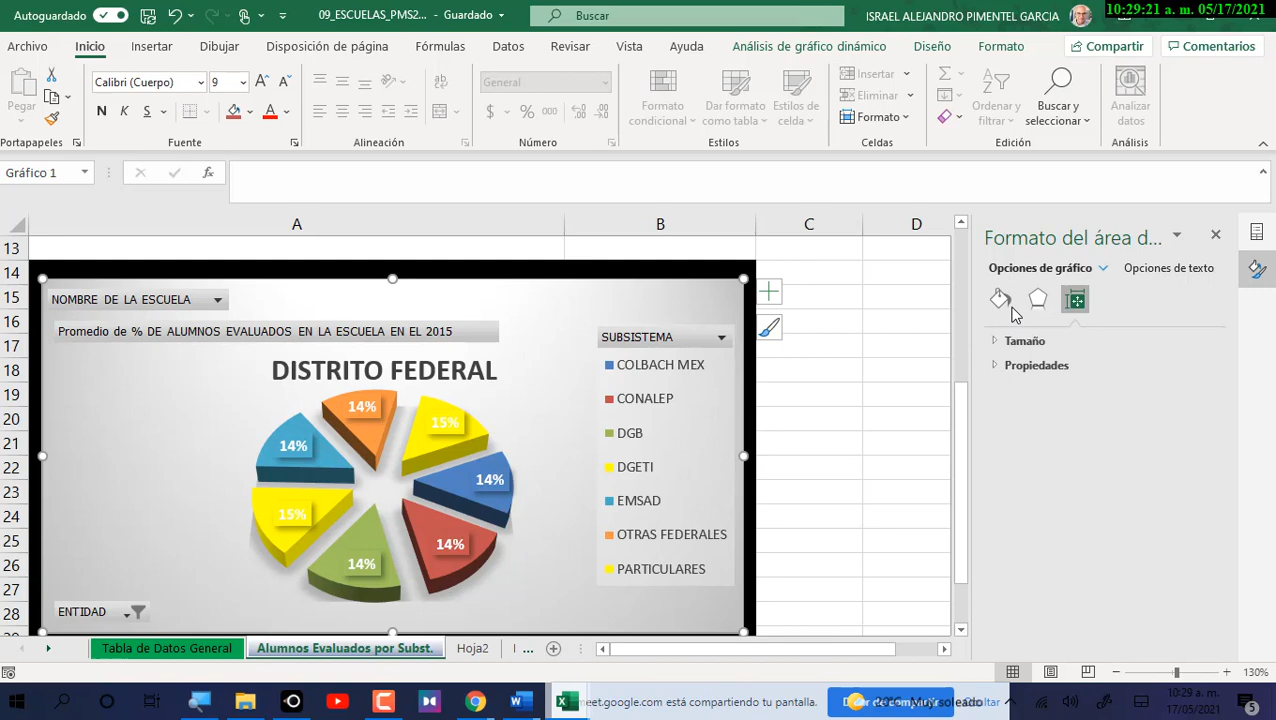 Autoguardado
09_ESCUELAS_PMS2... - Guardado
Buscar
ISRAEL ALEJANDRO PIMENTEL GARCIA
10:29:21 a. m. 05/17/2021
Archivo Inicio Insertar Dibujar Disposición de página Fórmulas Datos Revisar Vista Ayuda Análisis de gráfico dinámico Diseño Formato Compartir Comentarios
Pegar
Calibri (Cuerpo) 9
N K S
General
$ % 000
Formato condicional
Dar formato como tabla
Estilos de celda
Insertar
Eliminar
Formato
Ordenar y filtrar
Buscar y seleccionar
Analizar datos
Portapapeles Fuente Alineación Número Estilos Celdas Edición Análisis
Gráfico 1
fx
A B C D
13
14
15
16
17
18
19
20
21
22
23
24
25
26
27
28
NOMBRE DE LA ESCUELA
Promedio de % DE ALUMNOS EVALUADOS EN LA ESCUELA EN EL 2015
DISTRITO FEDERAL
14%
15%
14%
14%
15%
14%
14%
SUBSISTEMA
COLBACH MEX
CONALEP
DGB
DGETI
EMSAD
OTRAS FEDERALES
PARTICULARES
ENTIDAD
Formato del área d...
Opciones de gráfico Opciones de texto
Tamaño
Propiedades
Tabla de Datos General Alumnos Evaluados por Subst. Hoja2 ...
130%
meet.google.com está compartiendo tu pantalla.
soleado
10:29 a. m.
17/05/2021
5